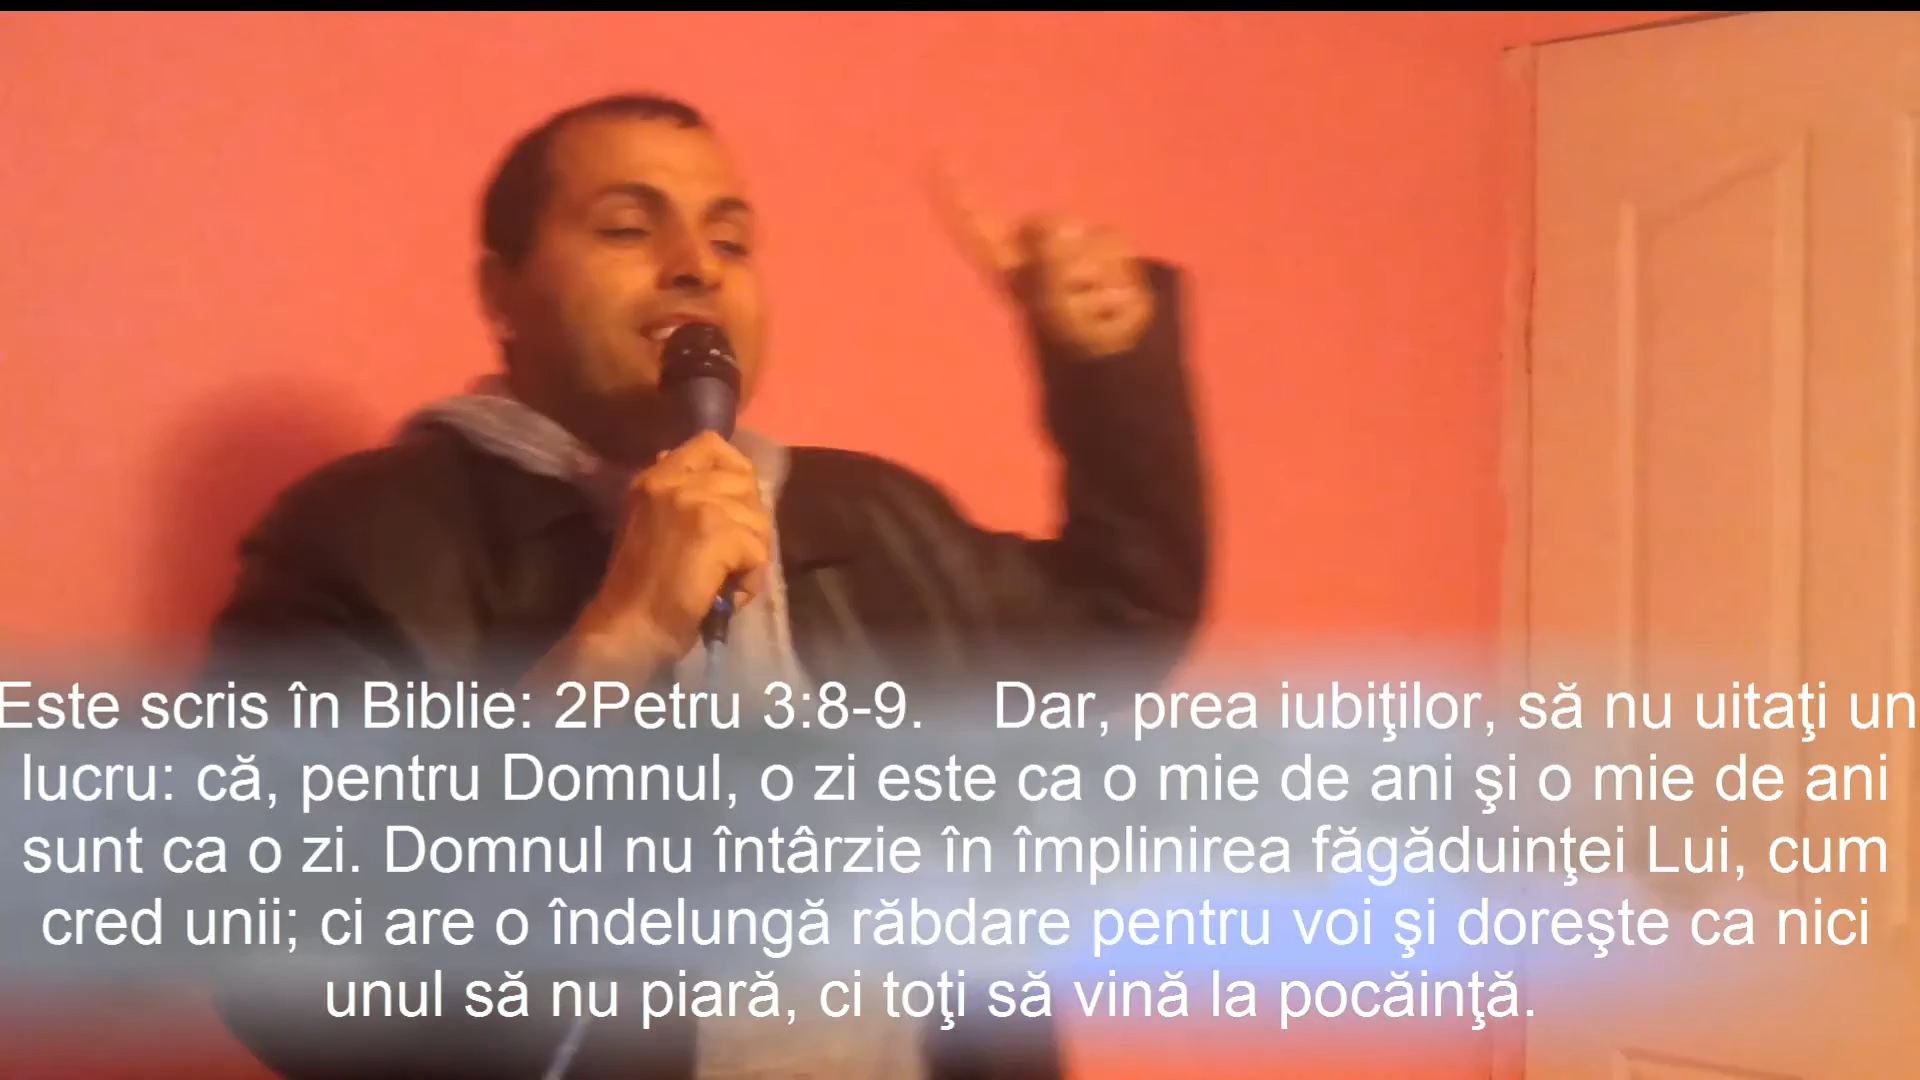 Este scris în Biblie: 2Petru 3:8-9. Dar, prea iubiţilor, să nu uitaţi un
lucru: că, pentru Domnul, o zi este ca o mie de ani şi o mie de ani
sunt ca o zi. Domnul nu întârzie în împlinirea făgăduinţei Lui, cum
cred unii; ci are o îndelungă răbdare pentru voi şi doreşte ca nici
unul să nu piară, ci toţi să vină la pocăinţă.